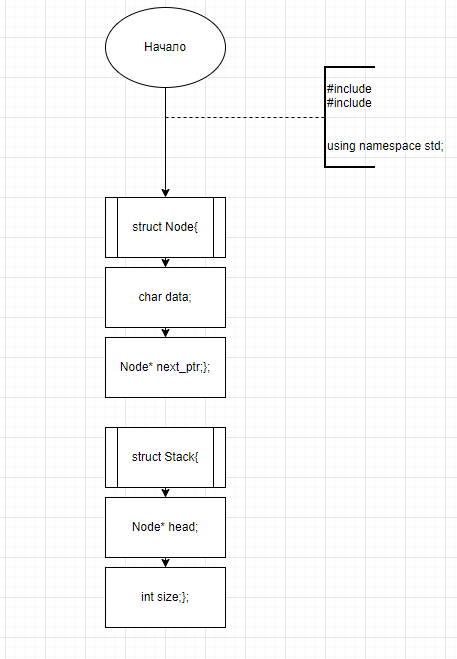 Начало
#include
#include
using namespace std;
struct Node{
char data;
Node* next_ptr;};
struct Stack{
Node* head;
int size;};